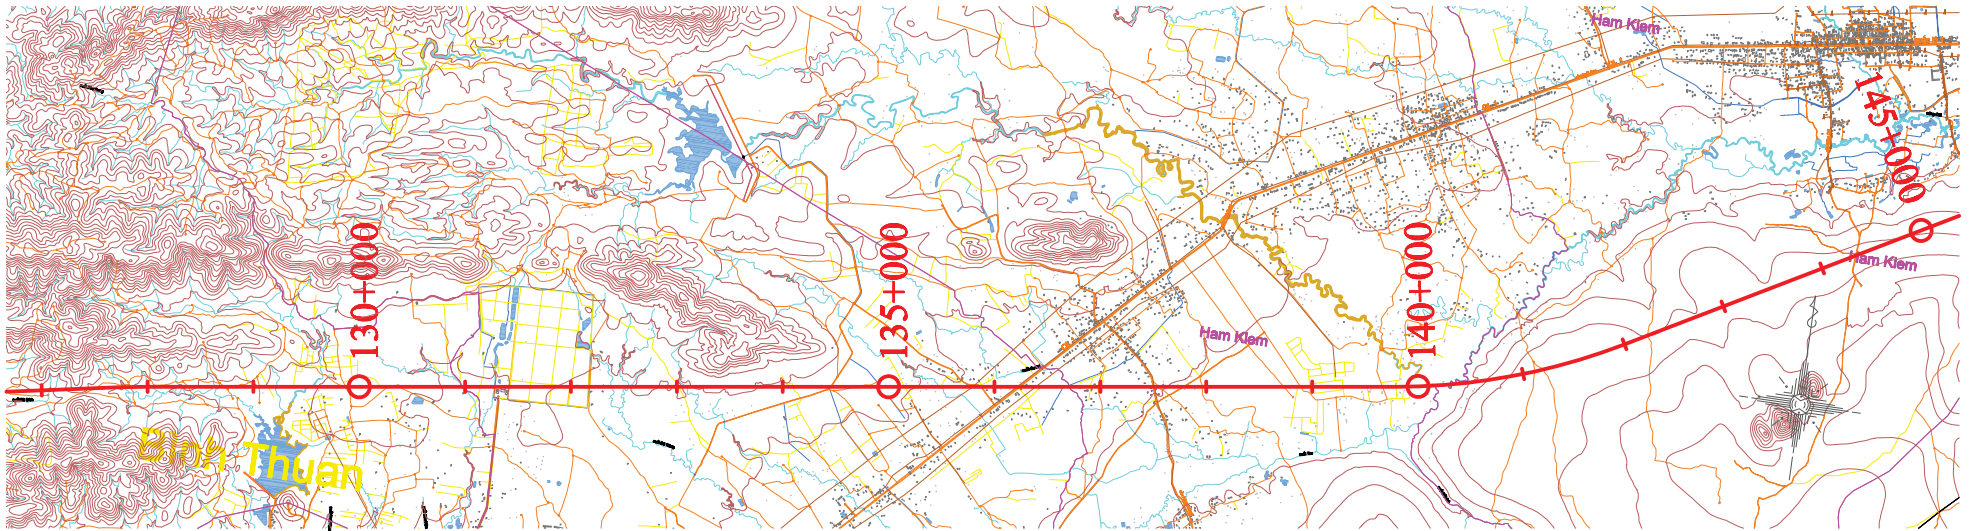 Ham Kiem
145+000
130+000
135+000
140+000
Ham Kiem
Ham Kiem
Binh Thuan